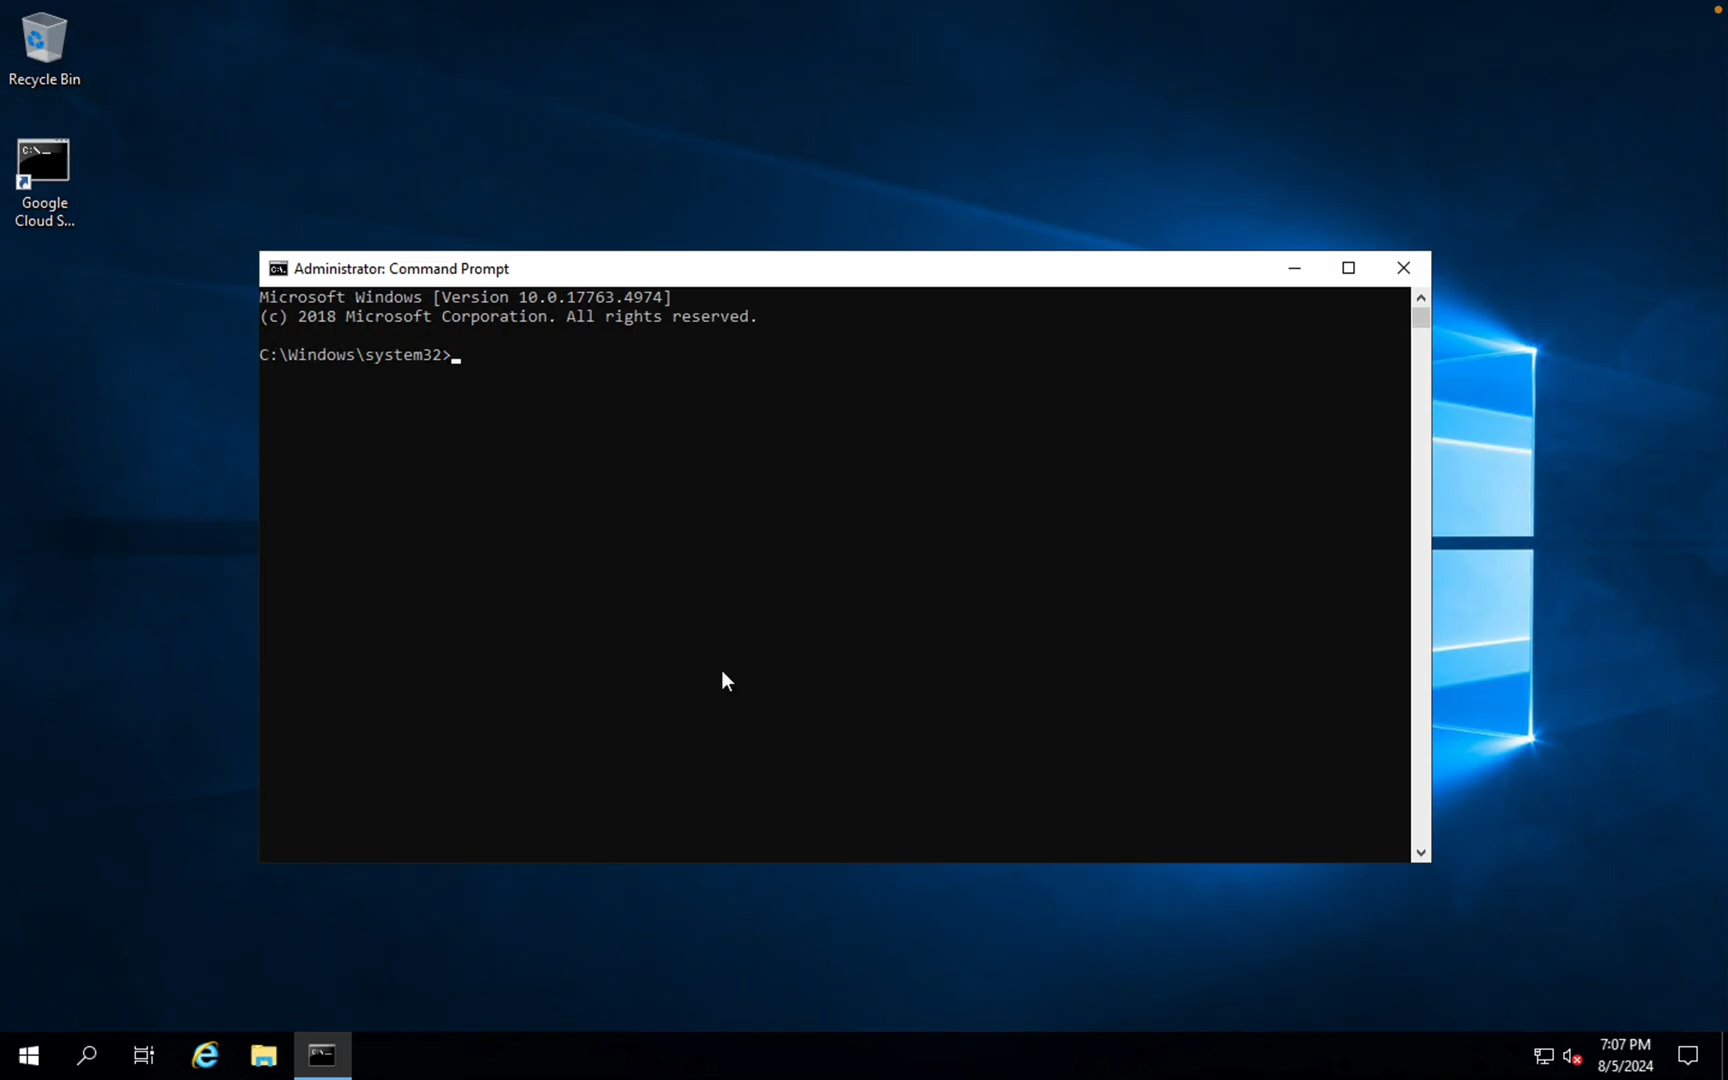 Recycle Bin
Google
Cloud S...
Administrator: Command Prompt
Microsoft Windows [Version 10.0.17763.4974]
(c) 2018 Microsoft Corporation. All rights reserved.
C:\Windows\system32>
7:07 PM
8/5/2024